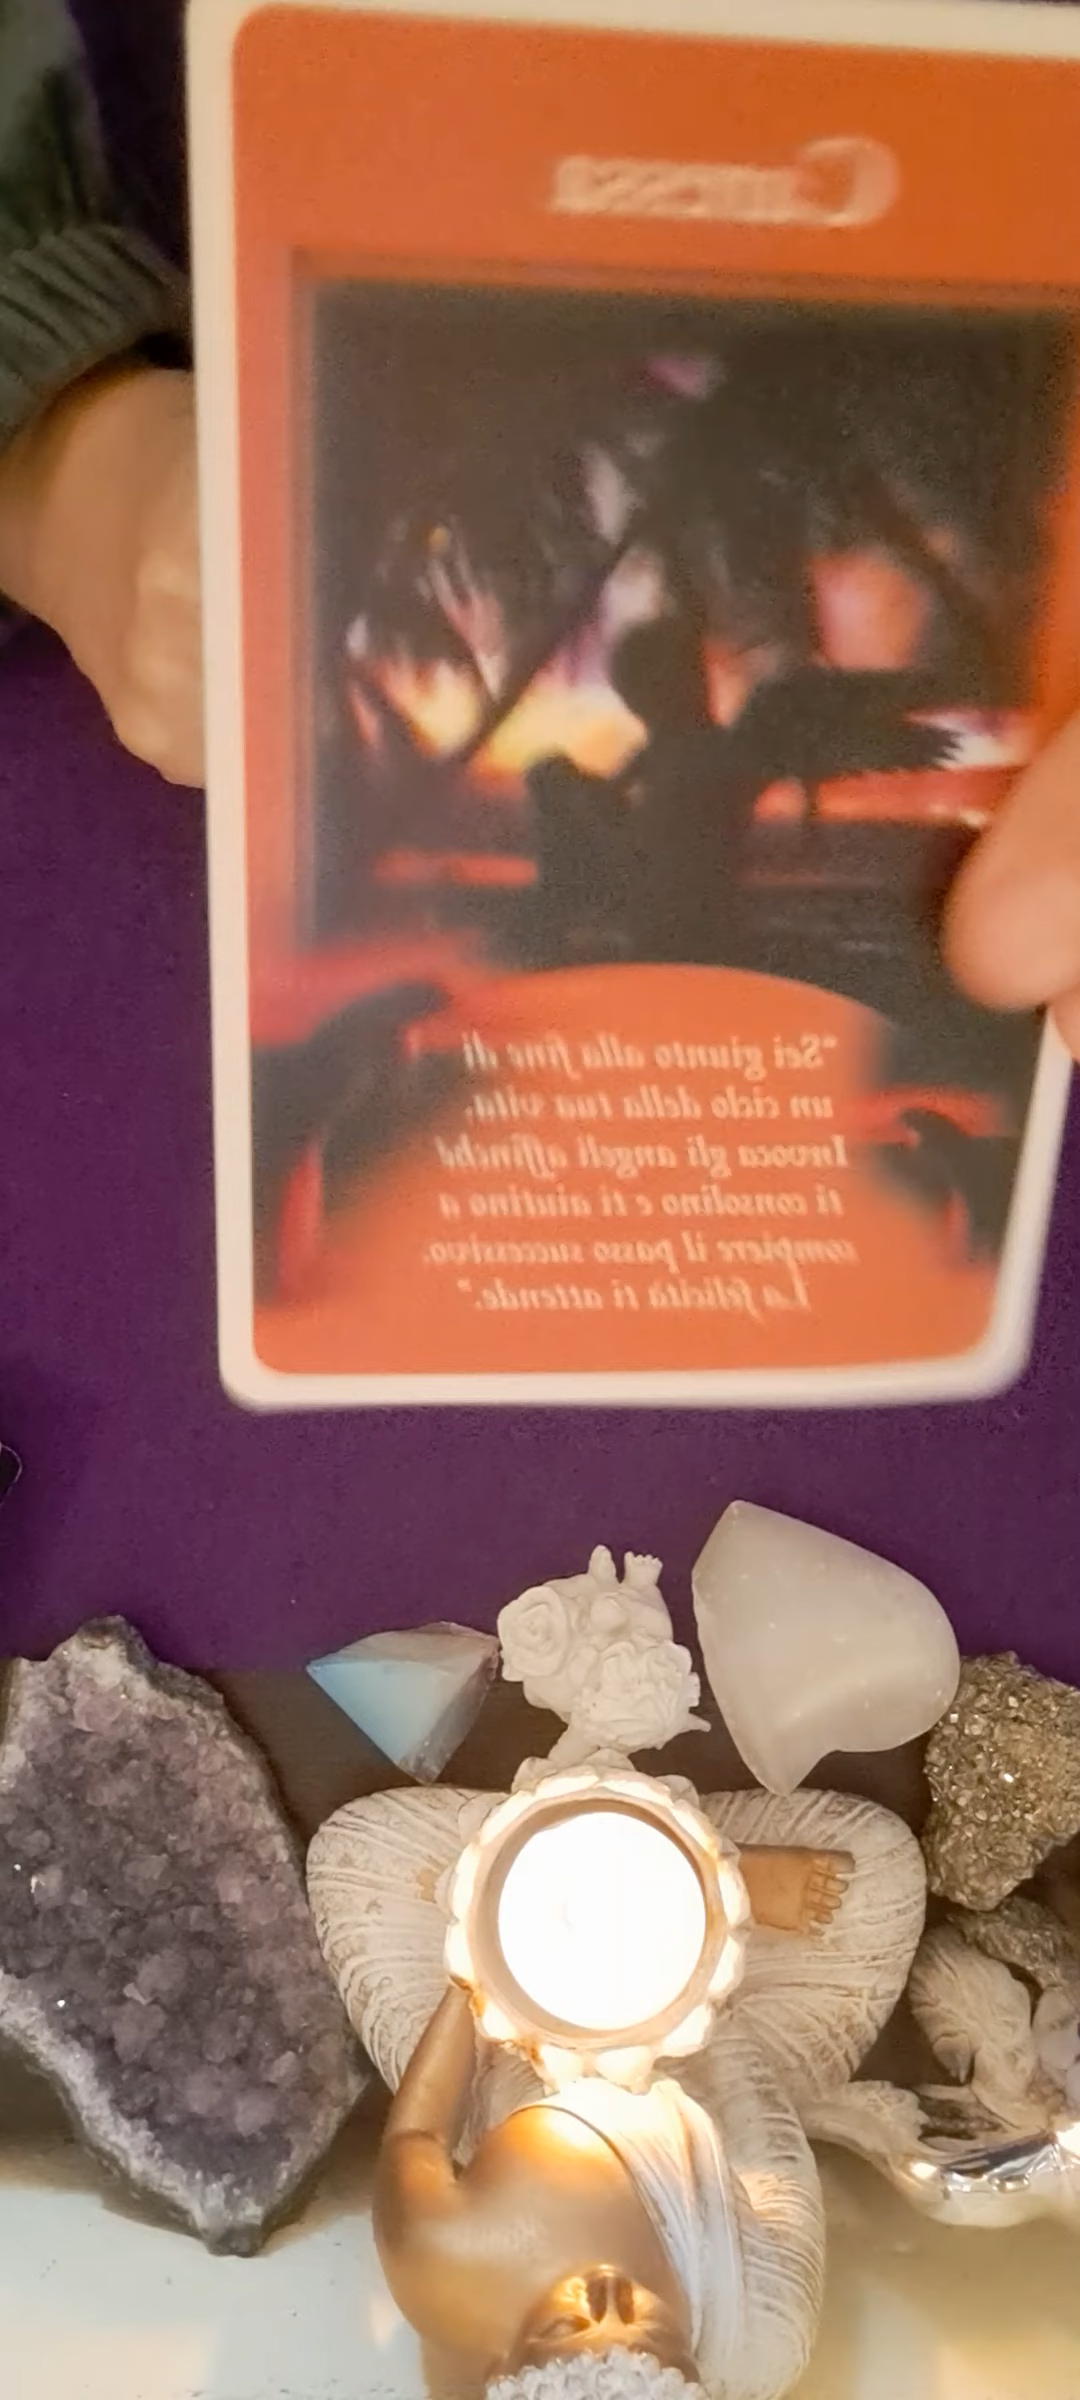 Canessa
"Sei giunto alla fine di
un ciclo della tua vita.
Invoca gli angeli affinché
ti consolino e ti aiutino a
compiere il passo successivo.
La felicità ti attende."